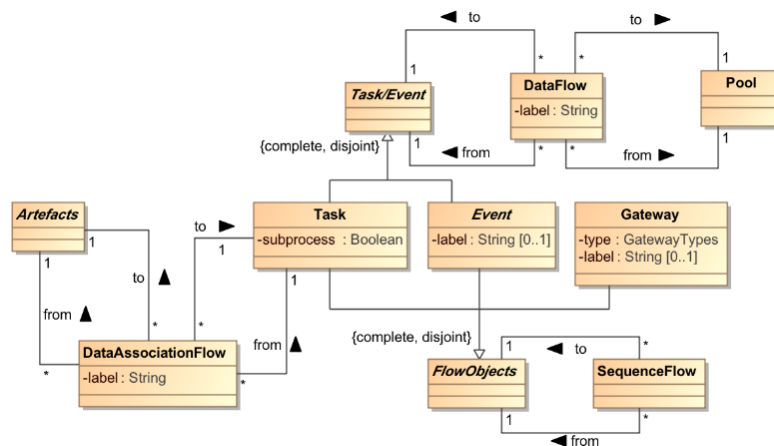 ◄ to
to ►
1
*
*
1
Task/Event
DataFlow
-label : String
Pool
{complete, disjoint}
1
◄ from
*
*
from ►
1
Artefacts
1
1
to ▲
from ▲
*
*
to ►
1
*
Task
-subprocess : Boolean
Event
-label : String [0..1]
Gateway
-type : GatewayTypes
-label : String [0..1]
1
from ▲
*
{complete, disjoint}
DataAssociationFlow
-label : String
FlowObjects
SequenceFlow
1
◄ to
*
1
◄ from
*